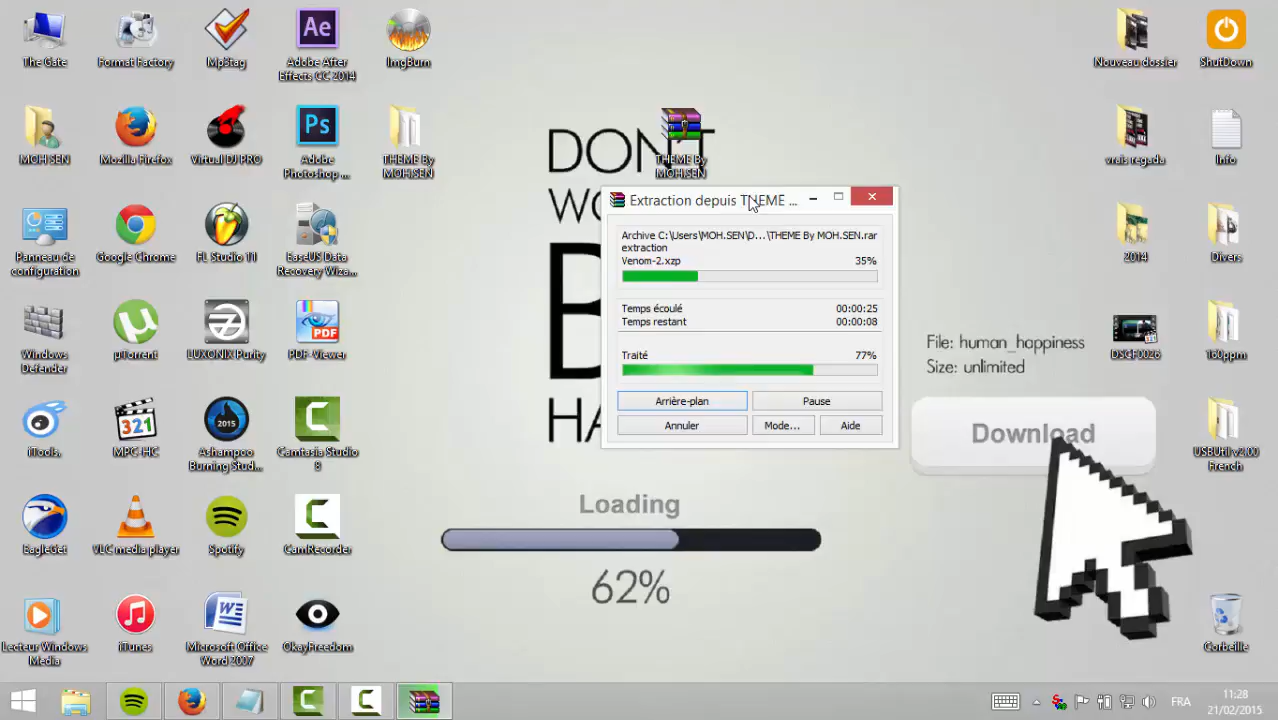 The Gate
Format Factory
Mp3tag
Adobe After
Effects CC 2014
ImgBurn
Nouveau dossier
ShutDown
MOH SEN
Mozilla Firefox
Virtual DJ PRO
Adobe
Photoshop ...
THEME By
MOH.SEN
THEME By
MOH.SEN
vrais regada
Info
Panneau de
configuration
Google Chrome
FL Studio 11
EaseUS Data
Recovery Wiza...
2014
Divers
Windows
Defender
µTorrent
LUXONIX Purity
PDF-Viewer
DSCF0026
160ppm
iTools,
MPC-HC
Ashampoo
Burning Stud...
Camtasia Studio
8
USBUtil v2.00
French
EagleGet
VLC media player
Spotify
CamRecorder
Lecteur Windows
Media
iTunes
Microsoft Office
Word 2007
OkayFreedom
Corbeille
DON'T
WO
B
HA
Extraction depuis THEME ...
Archive C:\Users\MOH.SEN\D...\THEME By MOH.SEN.rar
extraction
Venom-2.xzp 35%
Temps écoulé 00:00:25
Temps restant 00:00:08
Traité 77%
Arrière-plan
Pause
Annuler
Mode...
Aide
File: human_happiness
Size: unlimited
Download
Loading
62%
FRA
11:28
21/02/2015